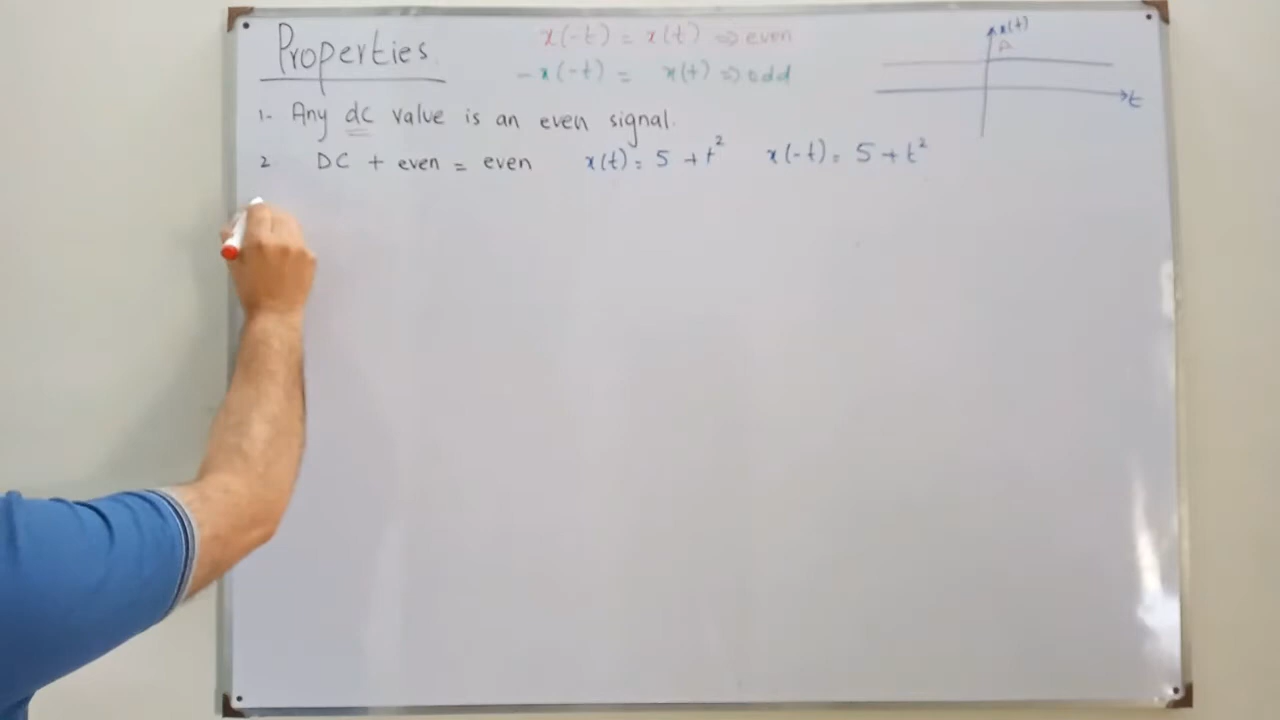 Properties
x(-t) = x(t) ⇒ even
-x(-t) = x(t) ⇒ odd
x(t)
A
t
1- Any dc value is an even signal.
2 DC + even = even x(t) = 5 + t² x(-t) = 5 + t²